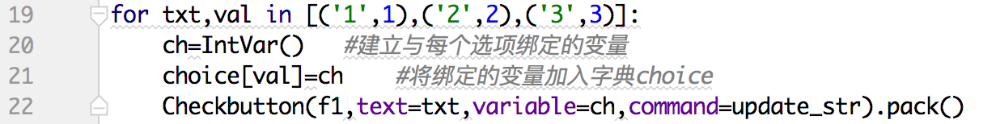 19 for txt,val in [('1',1),('2',2),('3',3)]:
20     ch=IntVar()   #建立与每个选项绑定的变量
21     choice[val]=ch    #将绑定的变量加入字典choice
22     Checkbutton(f1,text=txt,variable=ch,command=update_str).pack()